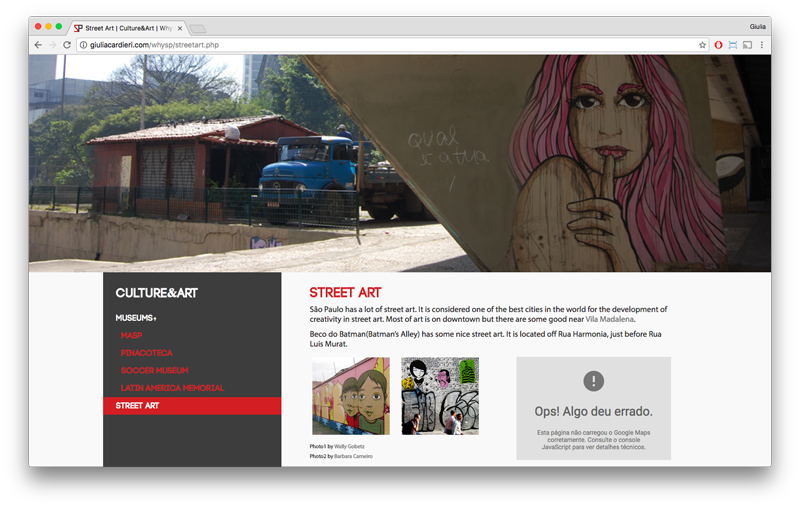 Street Art | Culture&Art | Why
Giulia
giuliacardieri.com/whysp/streetart.php
qual
CULTURE&ART
MUSEUMS+
MASP
PINACOTECA
SOCCER MUSEUM
LATIN AMERICA MEMORIAL
STREET ART
STREET ART
São Paulo has a lot of street art. It is considered one of the best cities in the world for the development of
creativity in street art. Most of art is on downtown but there are some good near Vila Madalena.
Beco do Batman(Batman's Alley) has some nice street art. It is located off Rua Harmonia, just before Rua
Luis Murat.
Photo1 by Wally Gobetz
Photo2 by Barbara Carneiro
Ops! Algo deu errado.
Esta página não carregou o Google Maps
corretamente. Consulte o console
JavaScript para ver detalhes técnicos.